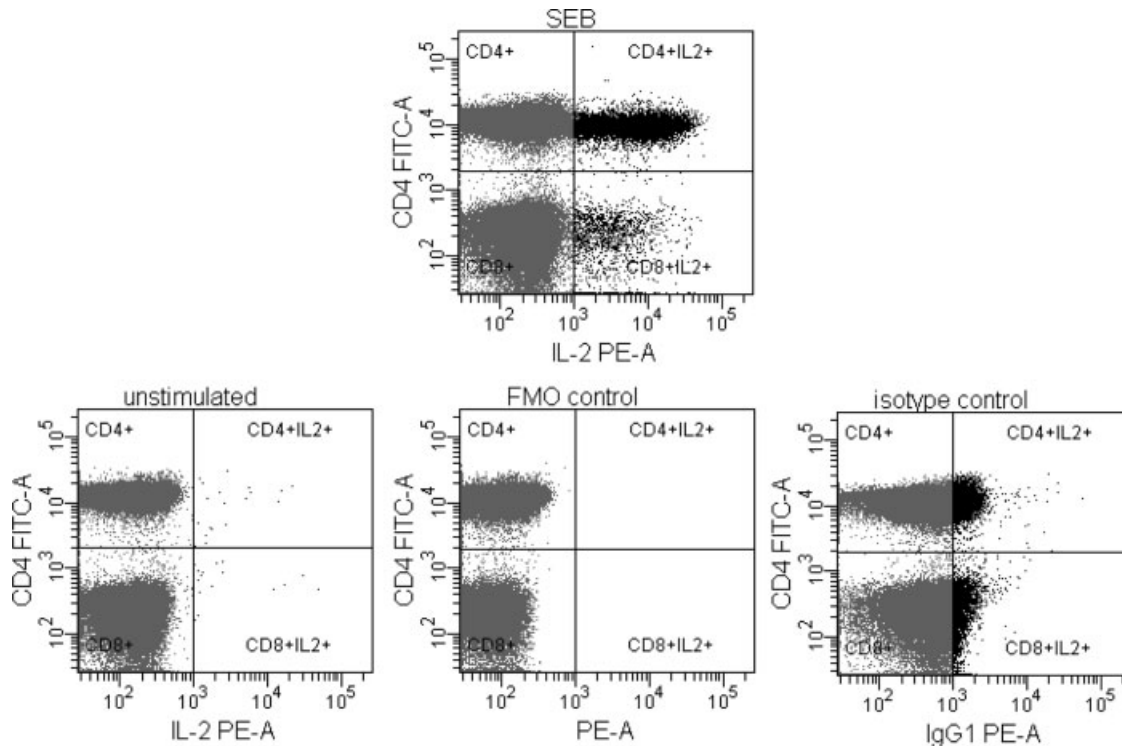 SEB
CD4+ CD4+IL2+
10^5
10^4
10^3
10^2
CD4 FITC-A
CD8+ CD8+IL2+
10^2 10^3 10^4 10^5
IL-2 PE-A
unstimulated
CD4+ CD4+IL2+
10^5
10^4
10^3
10^2
CD4 FITC-A
CD8+ CD8+IL2+
10^2 10^3 10^4 10^5
IL-2 PE-A
FMO control
CD4+ CD4+IL2+
10^5
10^4
10^3
10^2
CD4 FITC-A
CD8+ CD8+IL2+
10^2 10^3 10^4 10^5
PE-A
isotype control
CD4+ CD4+IL2+
10^5
10^4
10^3
10^2
CD4 FITC-A
CD8+ CD8+IL2+
10^2 10^3 10^4 10^5
IgG1 PE-A